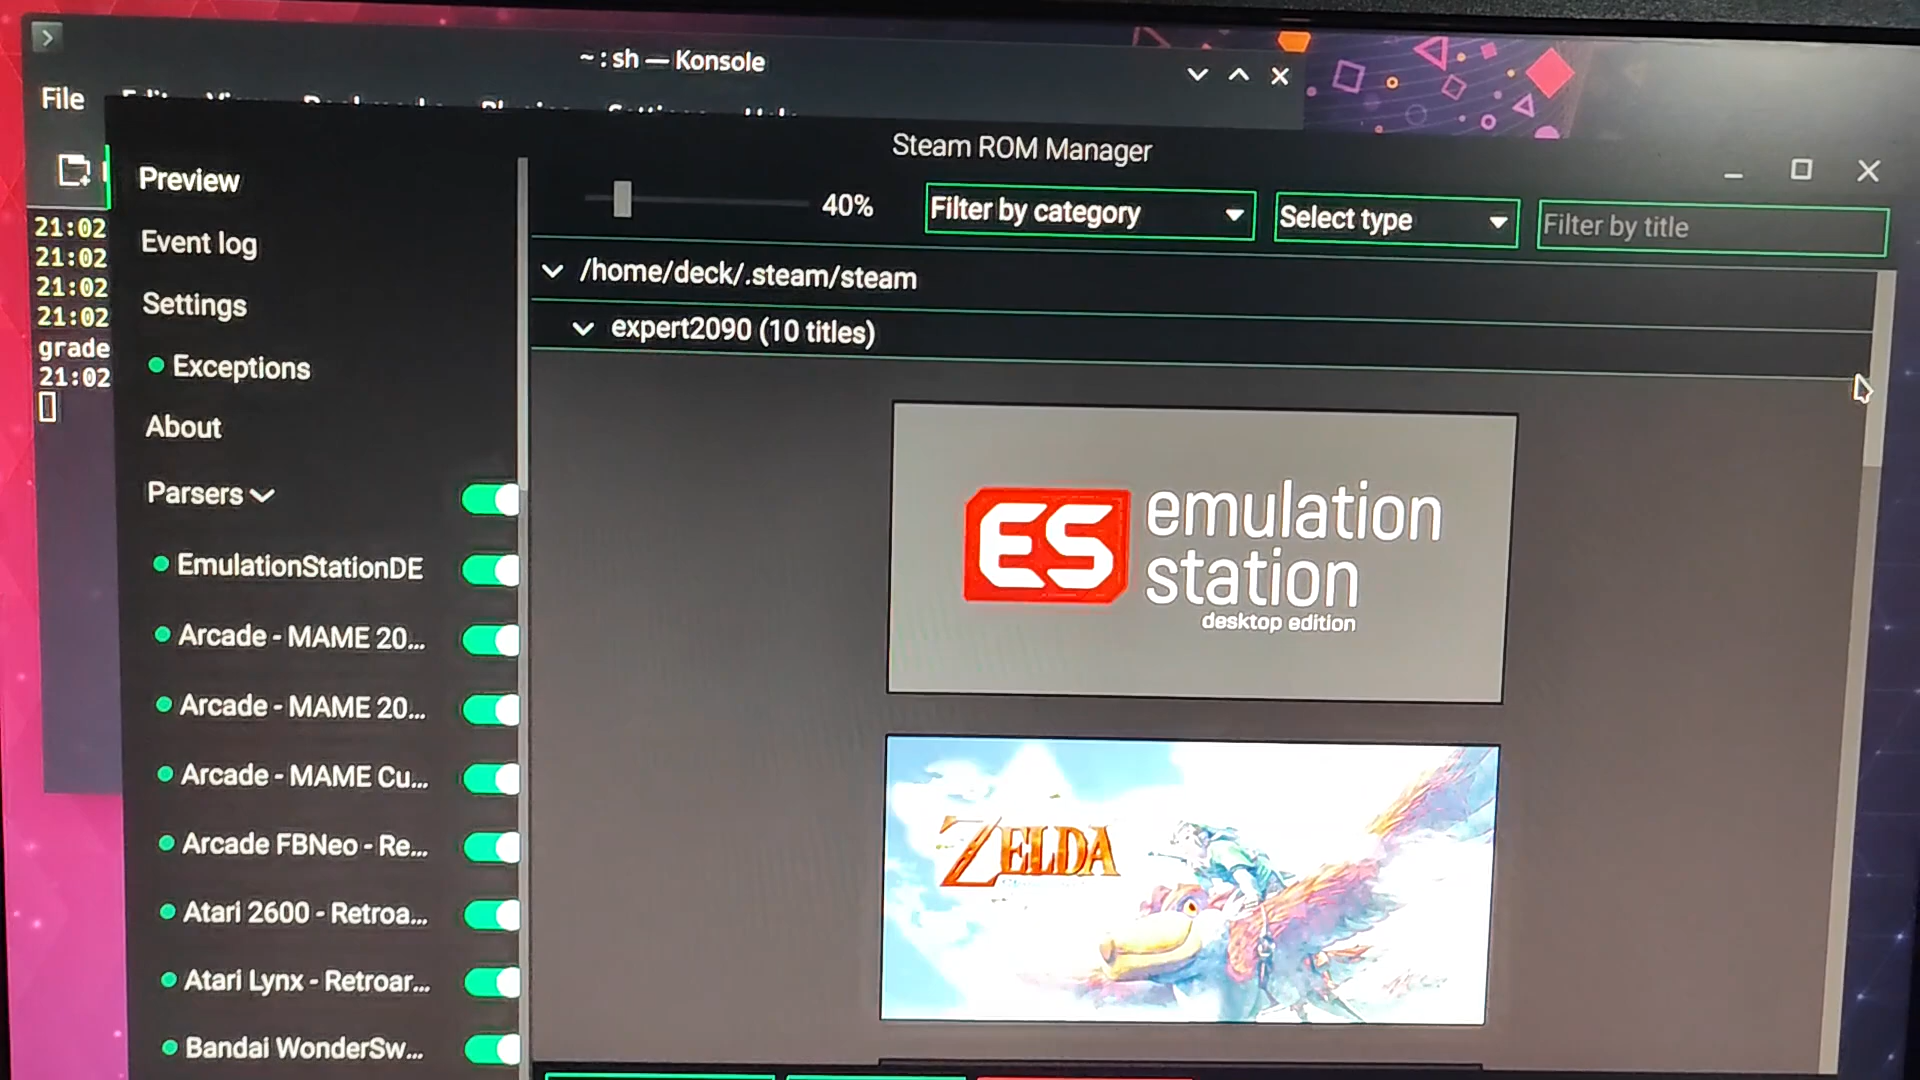 ~ : sh — Konsole
File
21:02
21:02
21:02
21:02
grade
21:02
Steam ROM Manager
Preview
Event log
Settings
Exceptions
About
Parsers
EmulationStationDE
Arcade - MAME 20...
Arcade - MAME 20...
Arcade - MAME Cu...
Arcade FBNeo - Re...
Atari 2600 - Retroa...
Atari Lynx - Retroar...
Bandai WonderSw...
40%
Filter by category
Select type
Filter by title
/home/deck/.steam/steam
expert2090 (10 titles)
ES emulation
station
desktop edition
ZELDA